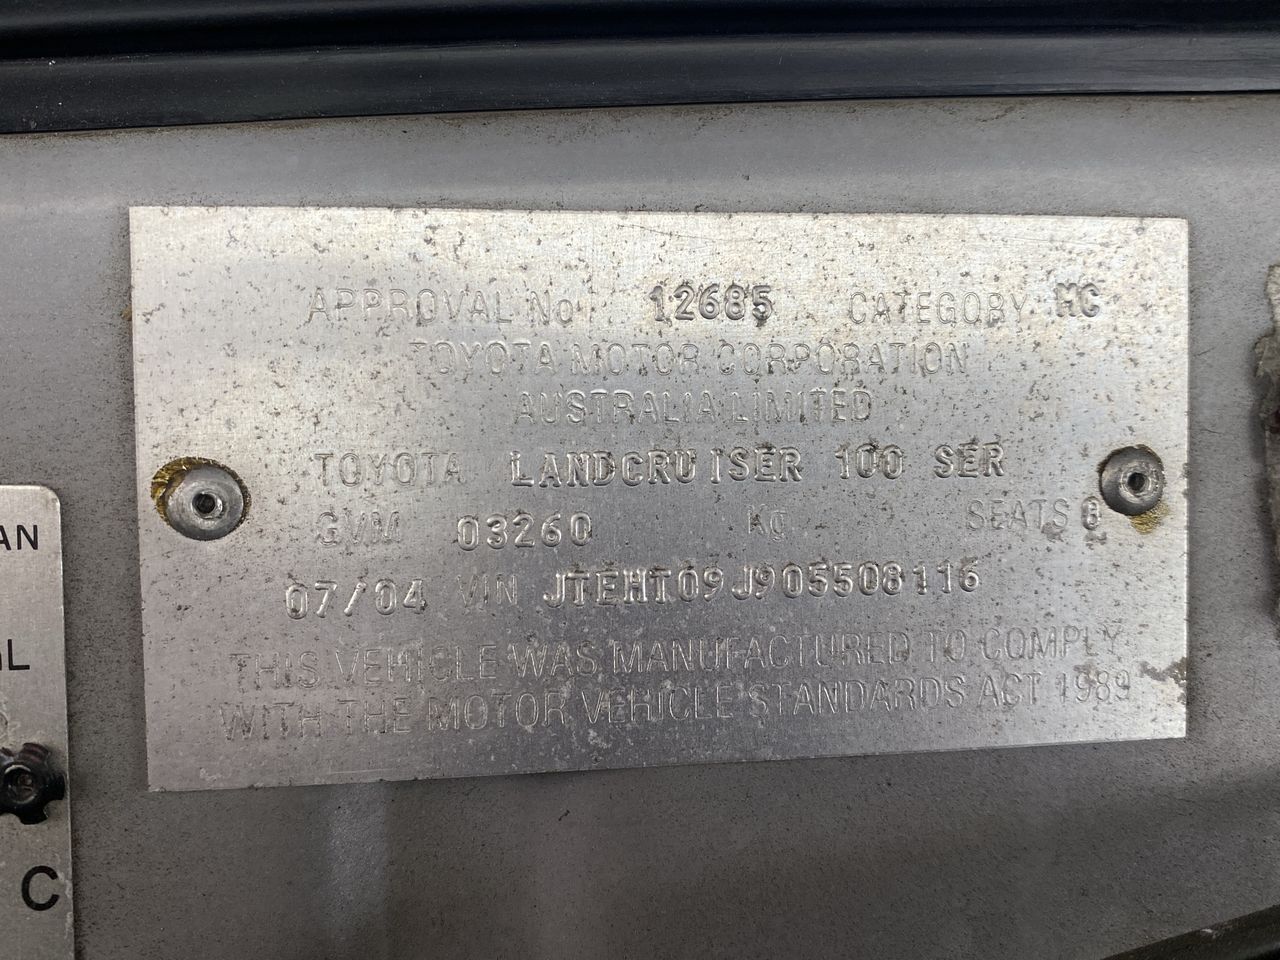 APPROVAL No 12685 CATEGORY MC
TOYOTA MOTOR CORPORATION
AUSTRALIA LIMITED
TOYOTA LANDCRUISER 100 SER
GVM 03260 Kg SEATS 8
07/04 VIN JTEHT09J905508116
THIS VEHICLE WAS MANUFACTURED TO COMPLY
WITH THE MOTOR VEHICLE STANDARDS ACT 1989
AN
C